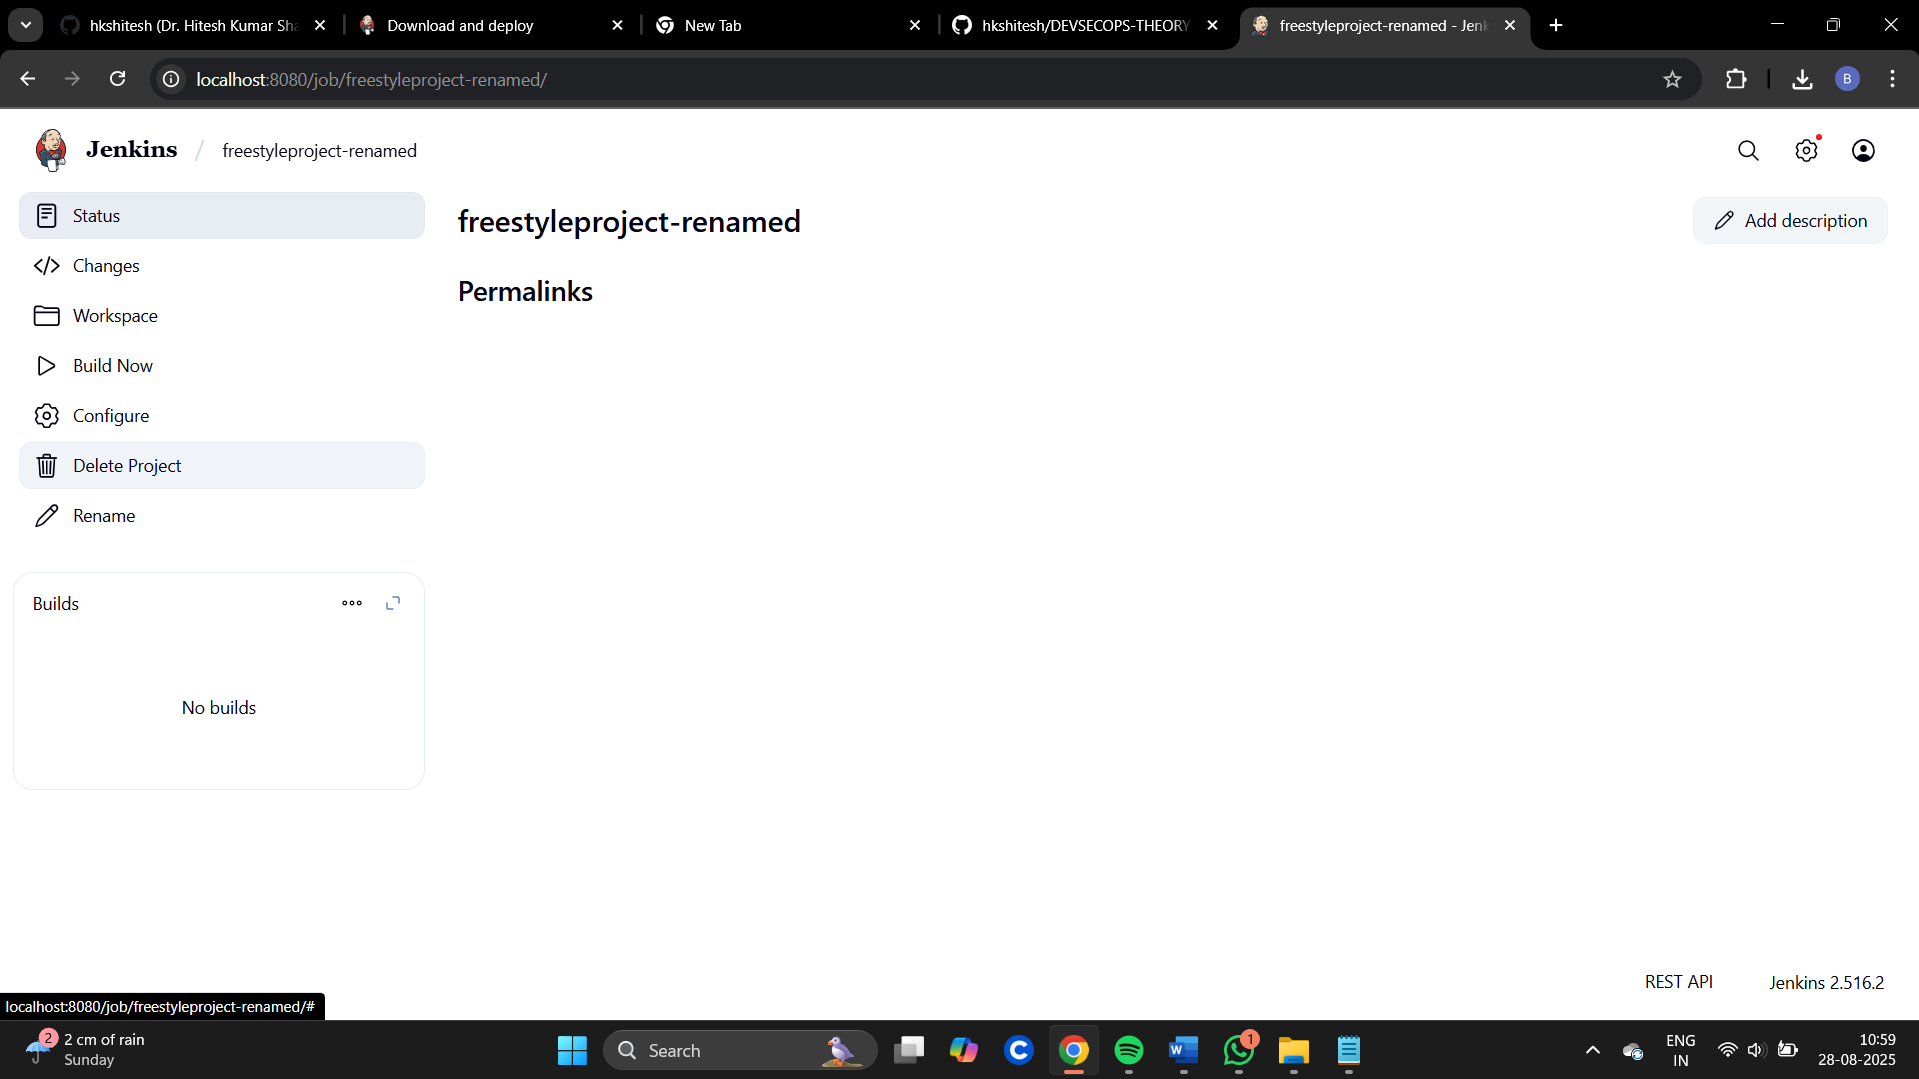 hkshitesh (Dr. Hitesh Kumar Sha
Download and deploy
New Tab
hkshitesh/DEVSECOPS-THEORY
freestyleproject-renamed - Jenk
localhost:8080/job/freestyleproject-renamed/
B
Jenkins / freestyleproject-renamed
Status
freestyleproject-renamed
Add description
Changes
Permalinks
Workspace
Build Now
Configure
Delete Project
Rename
Builds
No builds
REST API
Jenkins 2.516.2
localhost:8080/job/freestyleproject-renamed/#
2
2 cm of rain
Sunday
Search
C
W
1
ENG
IN
10:59
28-08-2025